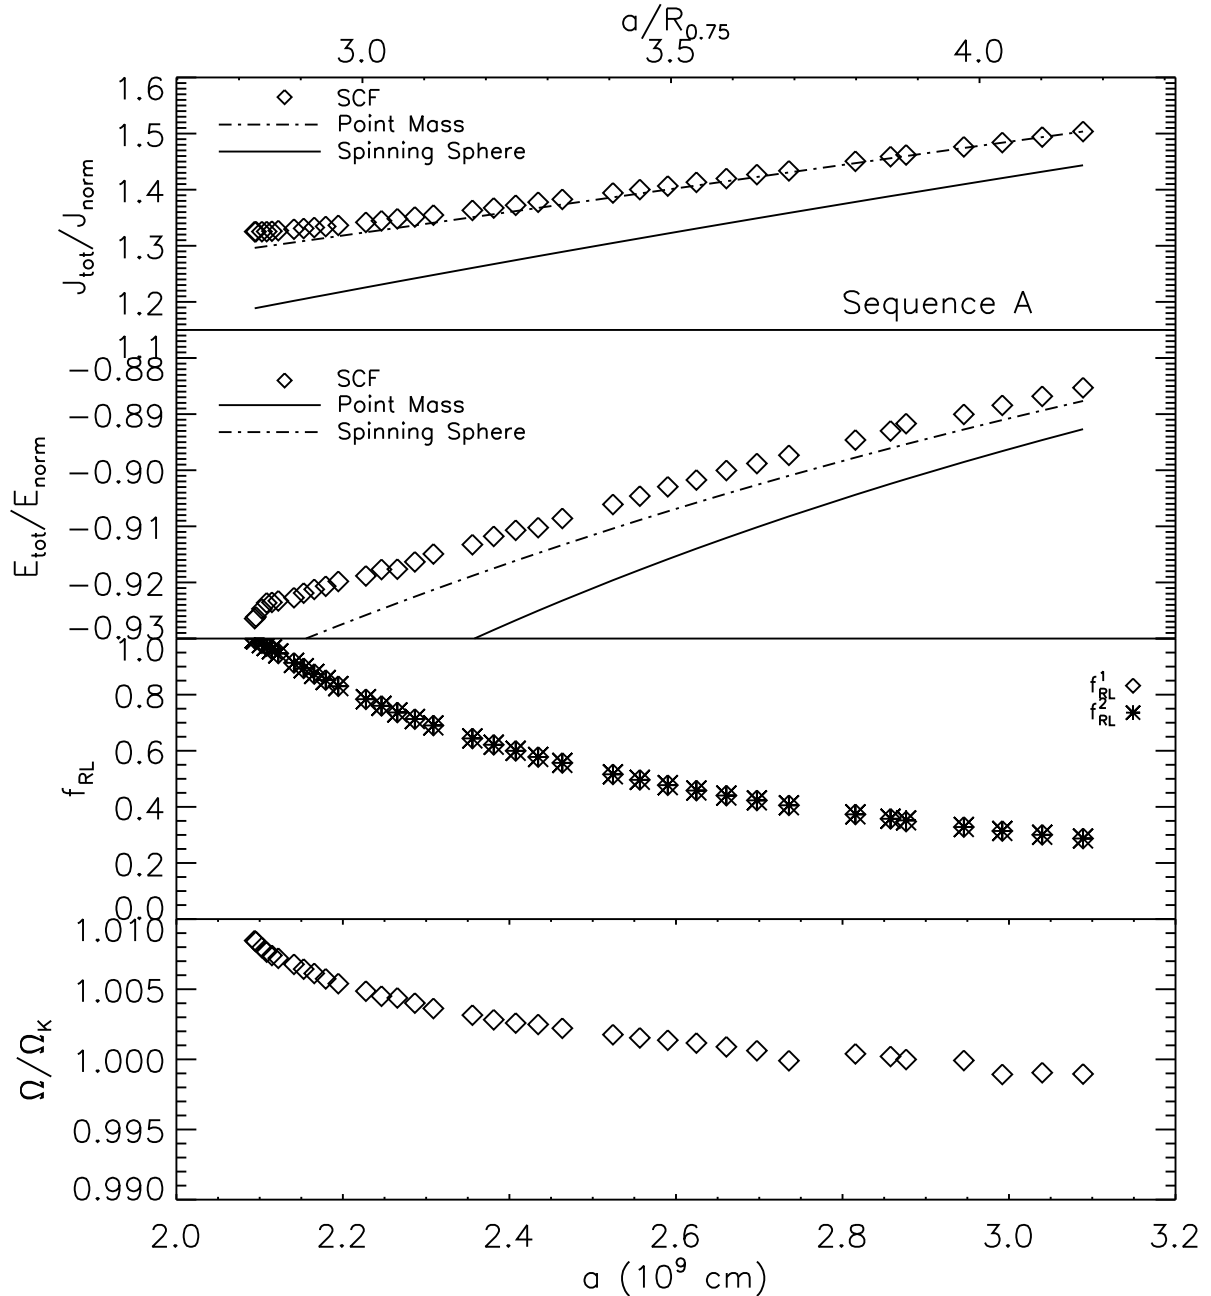 a/R0.75
3.0 3.5 4.0
1.6
1.5
1.4
1.3
1.2
1.1
Jtot/Jnorm
SCF
Point Mass
Spinning Sphere
Sequence A
−0.88
−0.89
−0.90
−0.91
−0.92
−0.93
Etot/Enorm
SCF
Point Mass
Spinning Sphere
1.0
0.8
0.6
0.4
0.2
0.0
fRL
f1RL
f2RL
1.010
1.005
1.000
0.995
0.990
Ω/ΩK
2.0 2.2 2.4 2.6 2.8 3.0 3.2
a (10⁹ cm)